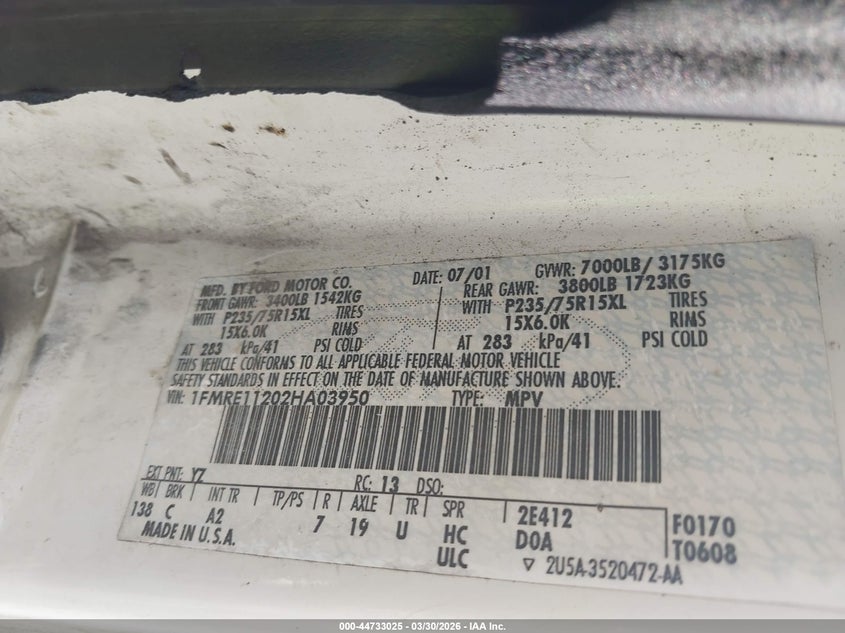 MFD. BY FORD MOTOR CO. DATE: 07/01 GVWR: 7000LB/ 3175KG
FRONT GAWR: 3400LB 1542KG REAR GAWR: 3800LB 1723KG
WITH P235/75R15XL TIRES WITH P235/75R15XL TIRES
15X6.0K RIMS 15X6.0K RIMS
AT 283 kPa/41 PSI COLD AT 283 kPa/41 PSI COLD
THIS VEHICLE CONFORMS TO ALL APPLICABLE FEDERAL MOTOR VEHICLE
SAFETY STANDARDS IN EFFECT ON THE DATE OF MANUFACTURE SHOWN ABOVE.
VIN: 1FMRE11202HA03950 TYPE: MPV
EXT PNT: YZ RC: 13 DSO:
WB BRK INT TR TP/PS R AXLE TR SPR 2E412 F0170
138 C A2 7 19 U HC DOA T0608
MADE IN U.S.A. ULC ▽ 2U5A-3520472-AA
000-44733025 - 03/30/2026 - IAA Inc.